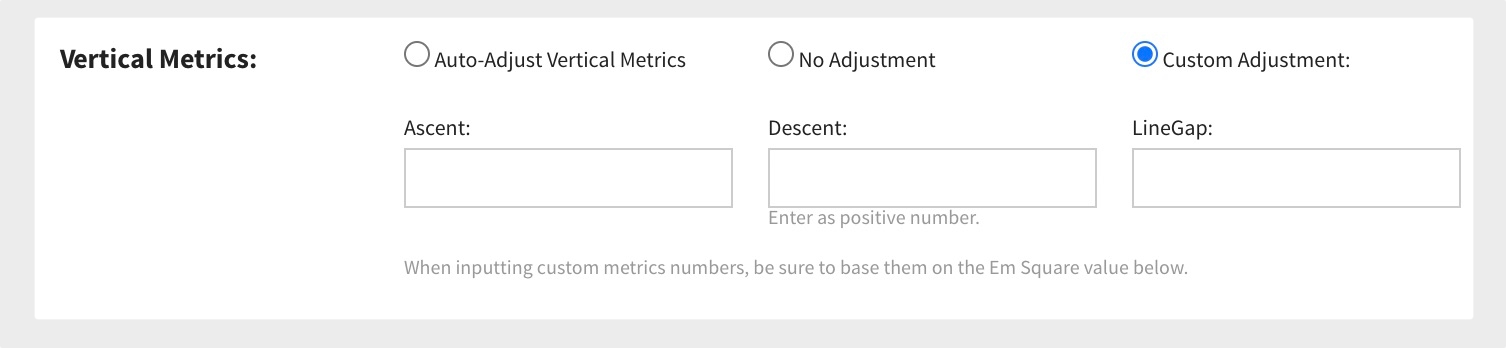 Vertical Metrics:
Auto-Adjust Vertical Metrics
No Adjustment
Custom Adjustment:
Ascent:
Descent:
LineGap:
Enter as positive number.
When inputting custom metrics numbers, be sure to base them on the Em Square value below.